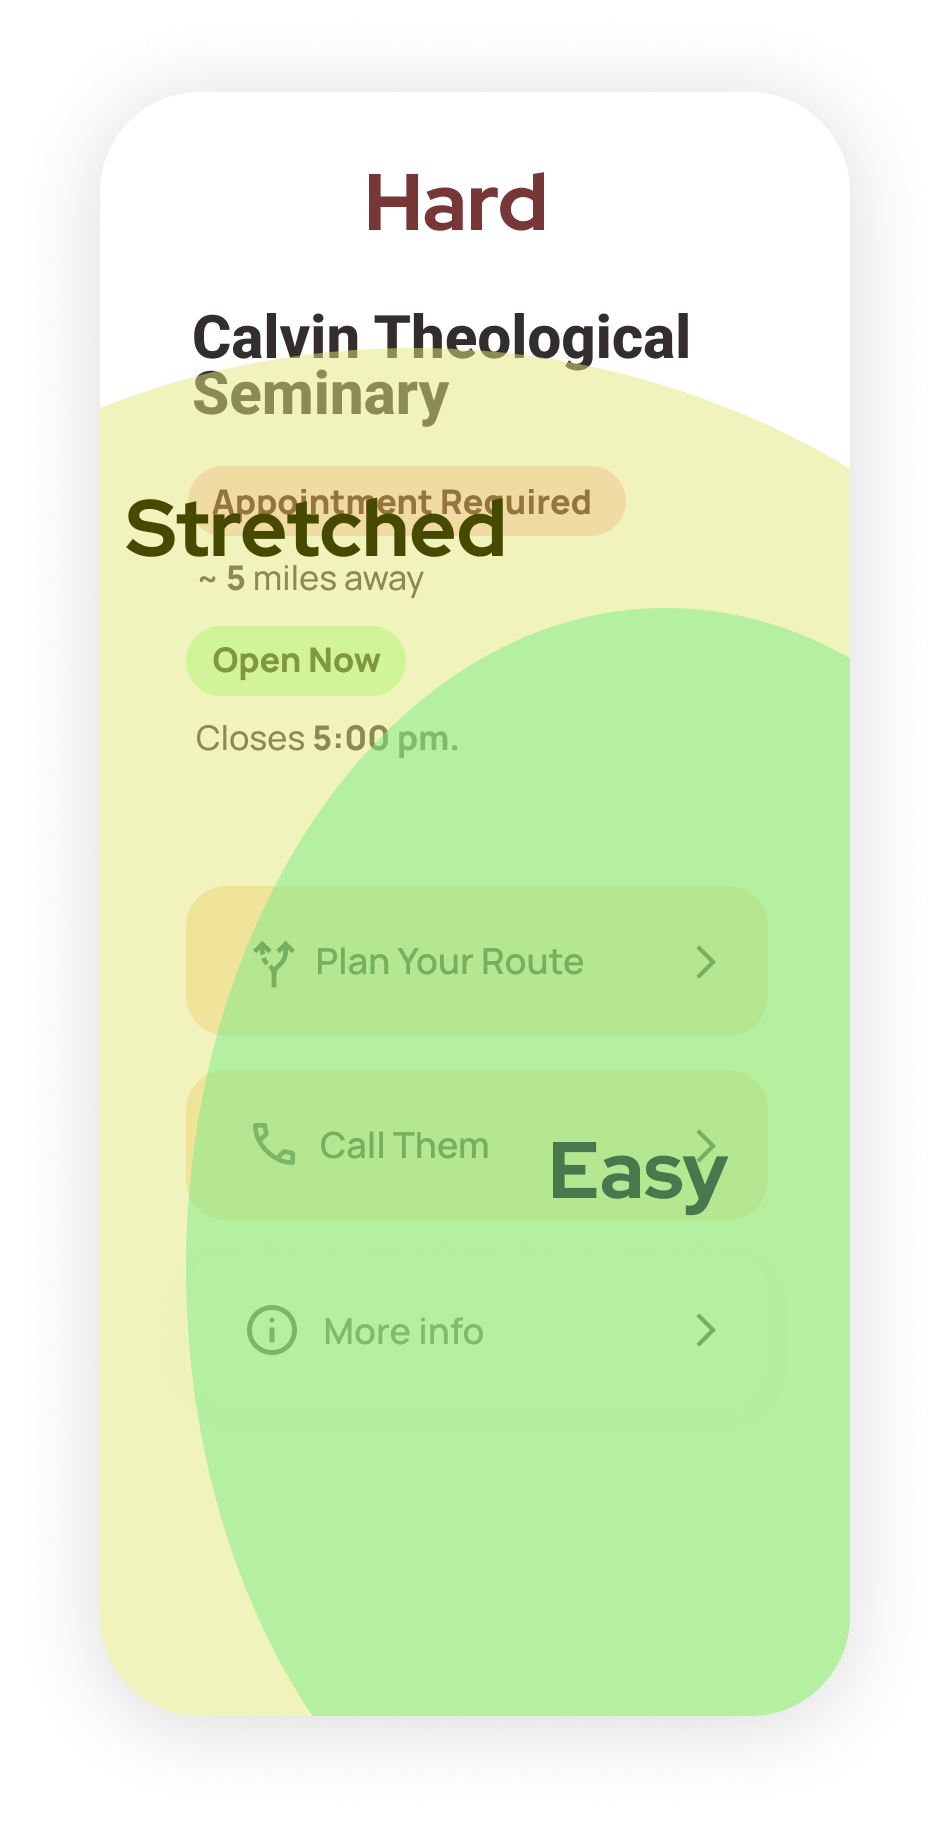 Hard
Calvin Theological
Seminary
Appointment Required
Stretched
~ 5 miles away
Open Now
Closes 5:00 pm.
Plan Your Route
Call Them
Easy
More info